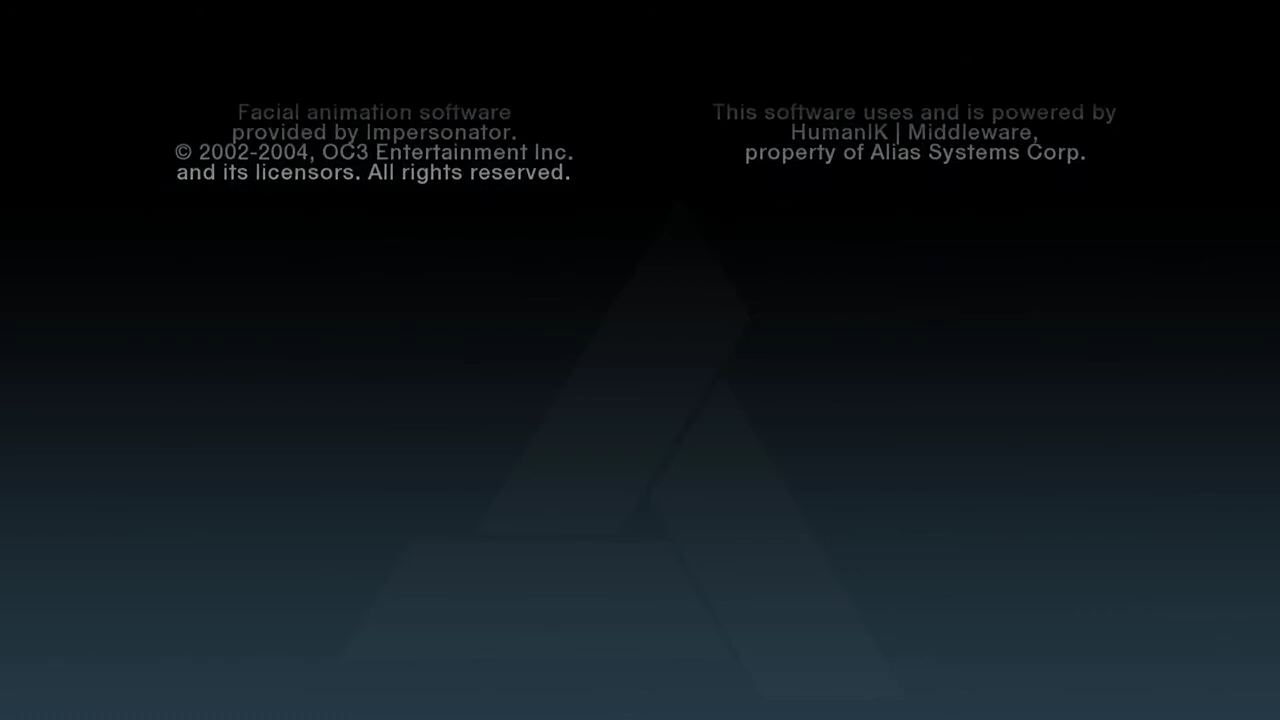 Facial animation software
provided by Impersonator.
© 2002-2004, OC3 Entertainment Inc.
and its licensors. All rights reserved.
This software uses and is powered by
HumanIK | Middleware,
property of Alias Systems Corp.